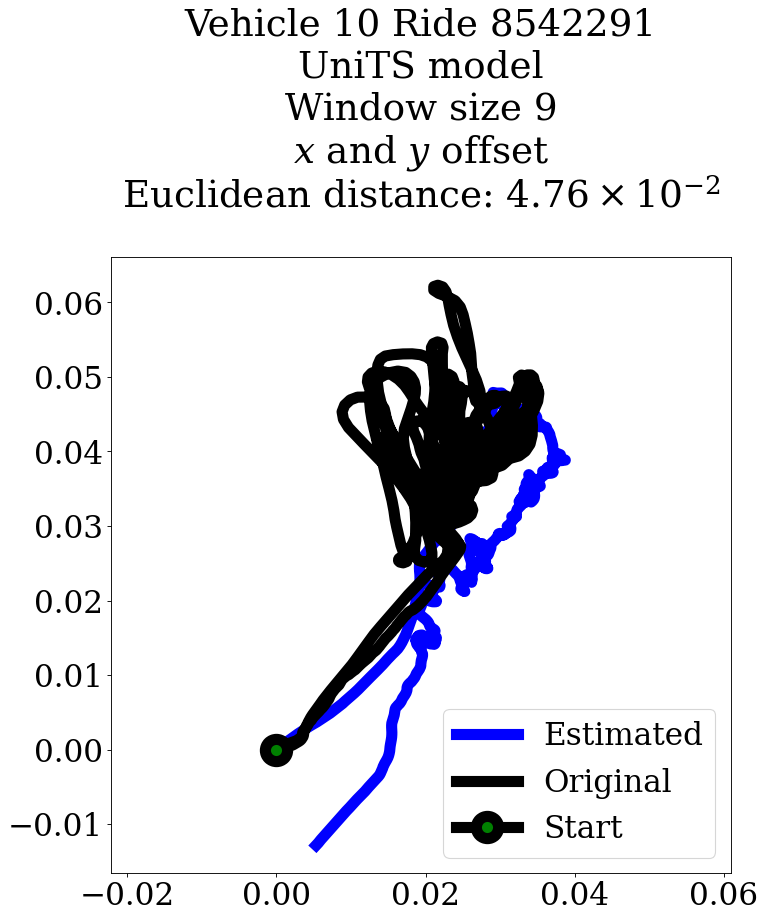 Vehicle 10 Ride 8542291
UniTS model
Window size 9
x and y offset
Euclidean distance: 4.76 × 10⁻²
0.06
0.05
0.04
0.03
0.02
0.01
0.00
−0.01
Estimated
Original
Start
−0.02 0.00 0.02 0.04 0.06